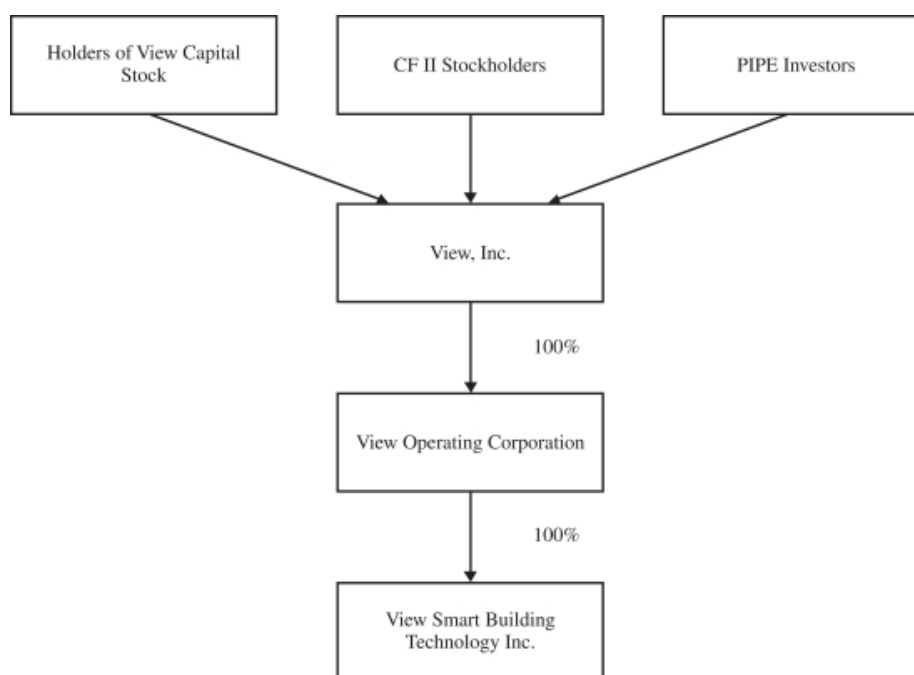 Holders of View Capital
Stock
CF II Stockholders
PIPE Investors
View, Inc.
100%
View Operating Corporation
100%
View Smart Building
Technology Inc.